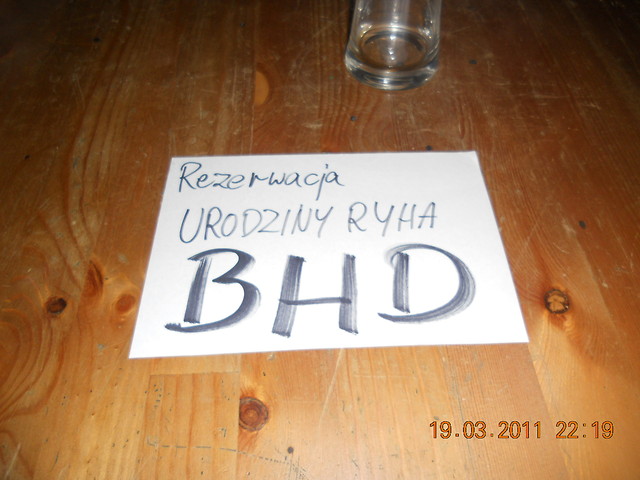 Rezerwacja
URODZINY RYHA
BHD
19.03.2011 22:19